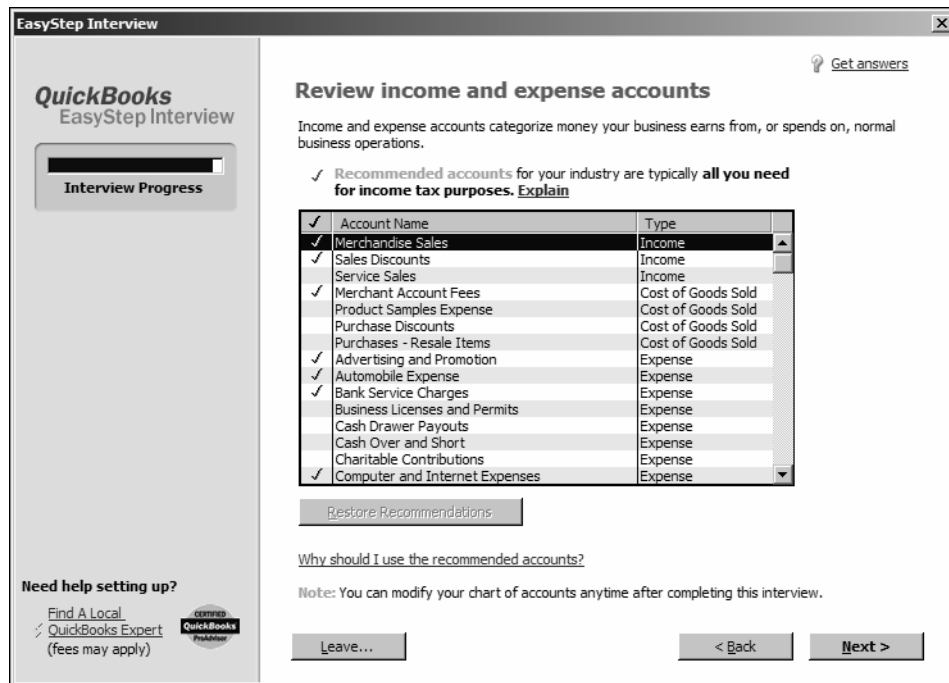 EasyStep Interview
Get answers
QuickBooks
EasyStep Interview
Interview Progress
Review income and expense accounts
Income and expense accounts categorize money your business earns from, or spends on, normal
business operations.
✓ Recommended accounts for your industry are typically all you need
for income tax purposes. Explain
✓ Account Name Type
✓ Merchandise Sales Income
✓ Sales Discounts Income
Service Sales Income
✓ Merchant Account Fees Cost of Goods Sold
Product Samples Expense Cost of Goods Sold
Purchase Discounts Cost of Goods Sold
Purchases - Resale Items Cost of Goods Sold
✓ Advertising and Promotion Expense
✓ Automobile Expense Expense
✓ Bank Service Charges Expense
Business Licenses and Permits Expense
Cash Drawer Payouts Expense
Cash Over and Short Expense
Charitable Contributions Expense
✓ Computer and Internet Expenses Expense
Restore Recommendations
Why should I use the recommended accounts?
Note: You can modify your chart of accounts anytime after completing this interview.
Need help setting up?
Find A Local
QuickBooks Expert
(fees may apply)
CERTIFIED
QuickBooks
ProAdvisor
Leave...
< Back
Next >